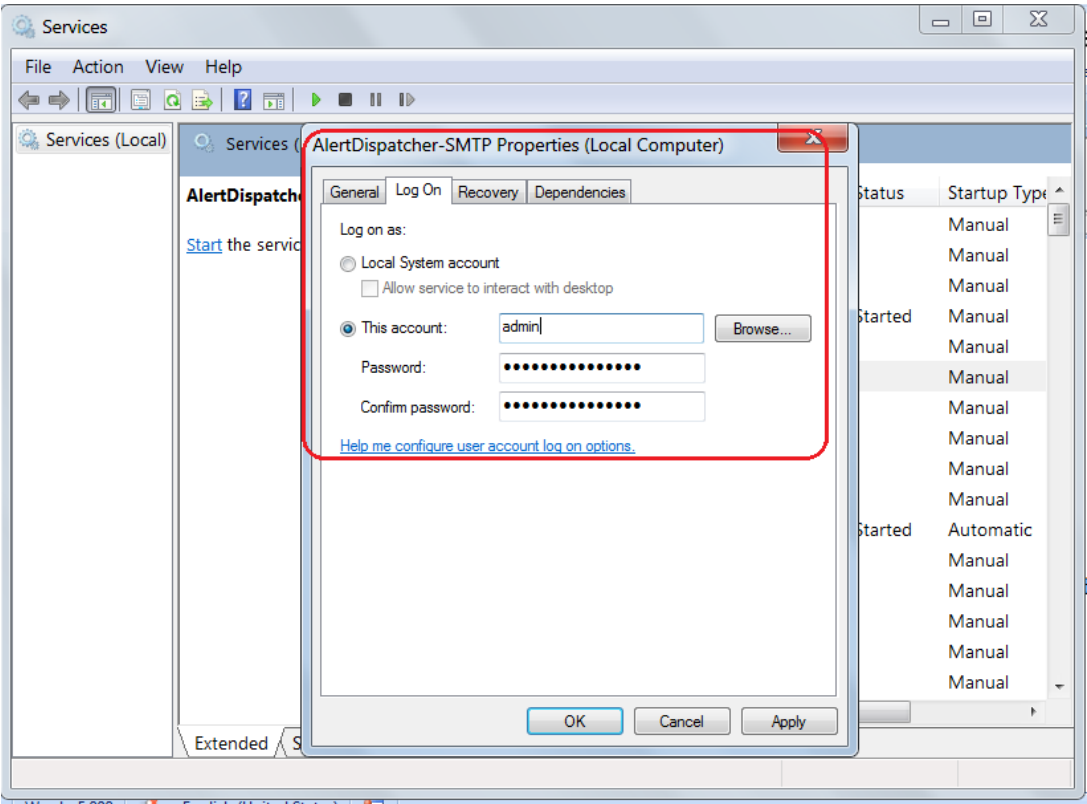 Services
File Action View Help
Services (Local)
Services (
AlertDispatcher-SMTP Properties (Local Computer)
General Log On Recovery Dependencies
AlertDispatche
Start the servic
Log on as:
Local System account
Allow service to interact with desktop
This account: admin Browse...
Password: ●●●●●●●●●●●●●●●
Confirm password: ●●●●●●●●●●●●●●●
Help me configure user account log on options.
OK Cancel Apply
Status Startup Type
Manual
Manual
Manual
Started Manual
Manual
Manual
Manual
Manual
Manual
Manual
Started Automatic
Manual
Manual
Manual
Manual
Manual
Extended S